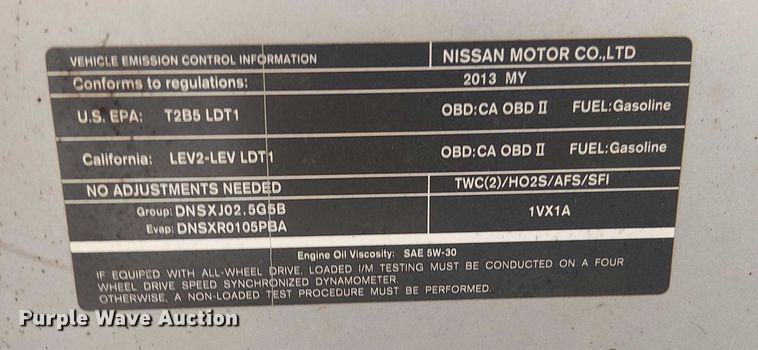 VEHICLE EMISSION CONTROL INFORMATION NISSAN MOTOR CO.,LTD
Conforms to regulations: 2013 MY
U.S. EPA: T2B5 LDT1 OBD:CA OBD II FUEL:Gasoline
California: LEV2-LEV LDT1 OBD:CA OBD II FUEL:Gasoline
NO ADJUSTMENTS NEEDED TWC(2)/HO2S/AFS/SFI
Group: DNSXJ02.5G5B 1VX1A
Evap: DNSXR0105PBA
Engine Oil Viscosity: SAE 5W-30
IF EQUIPED WITH ALL-WHEEL DRIVE, LOADED I/M TESTING MUST BE CONDUCTED ON A FOUR
WHEEL DRIVE SPEED SYNCHRONIZED DYNAMOMETER.
OTHERWISE, A NON-LOADED TEST PROCEDURE MUST BE PERFORMED.
Purple Wave Auction